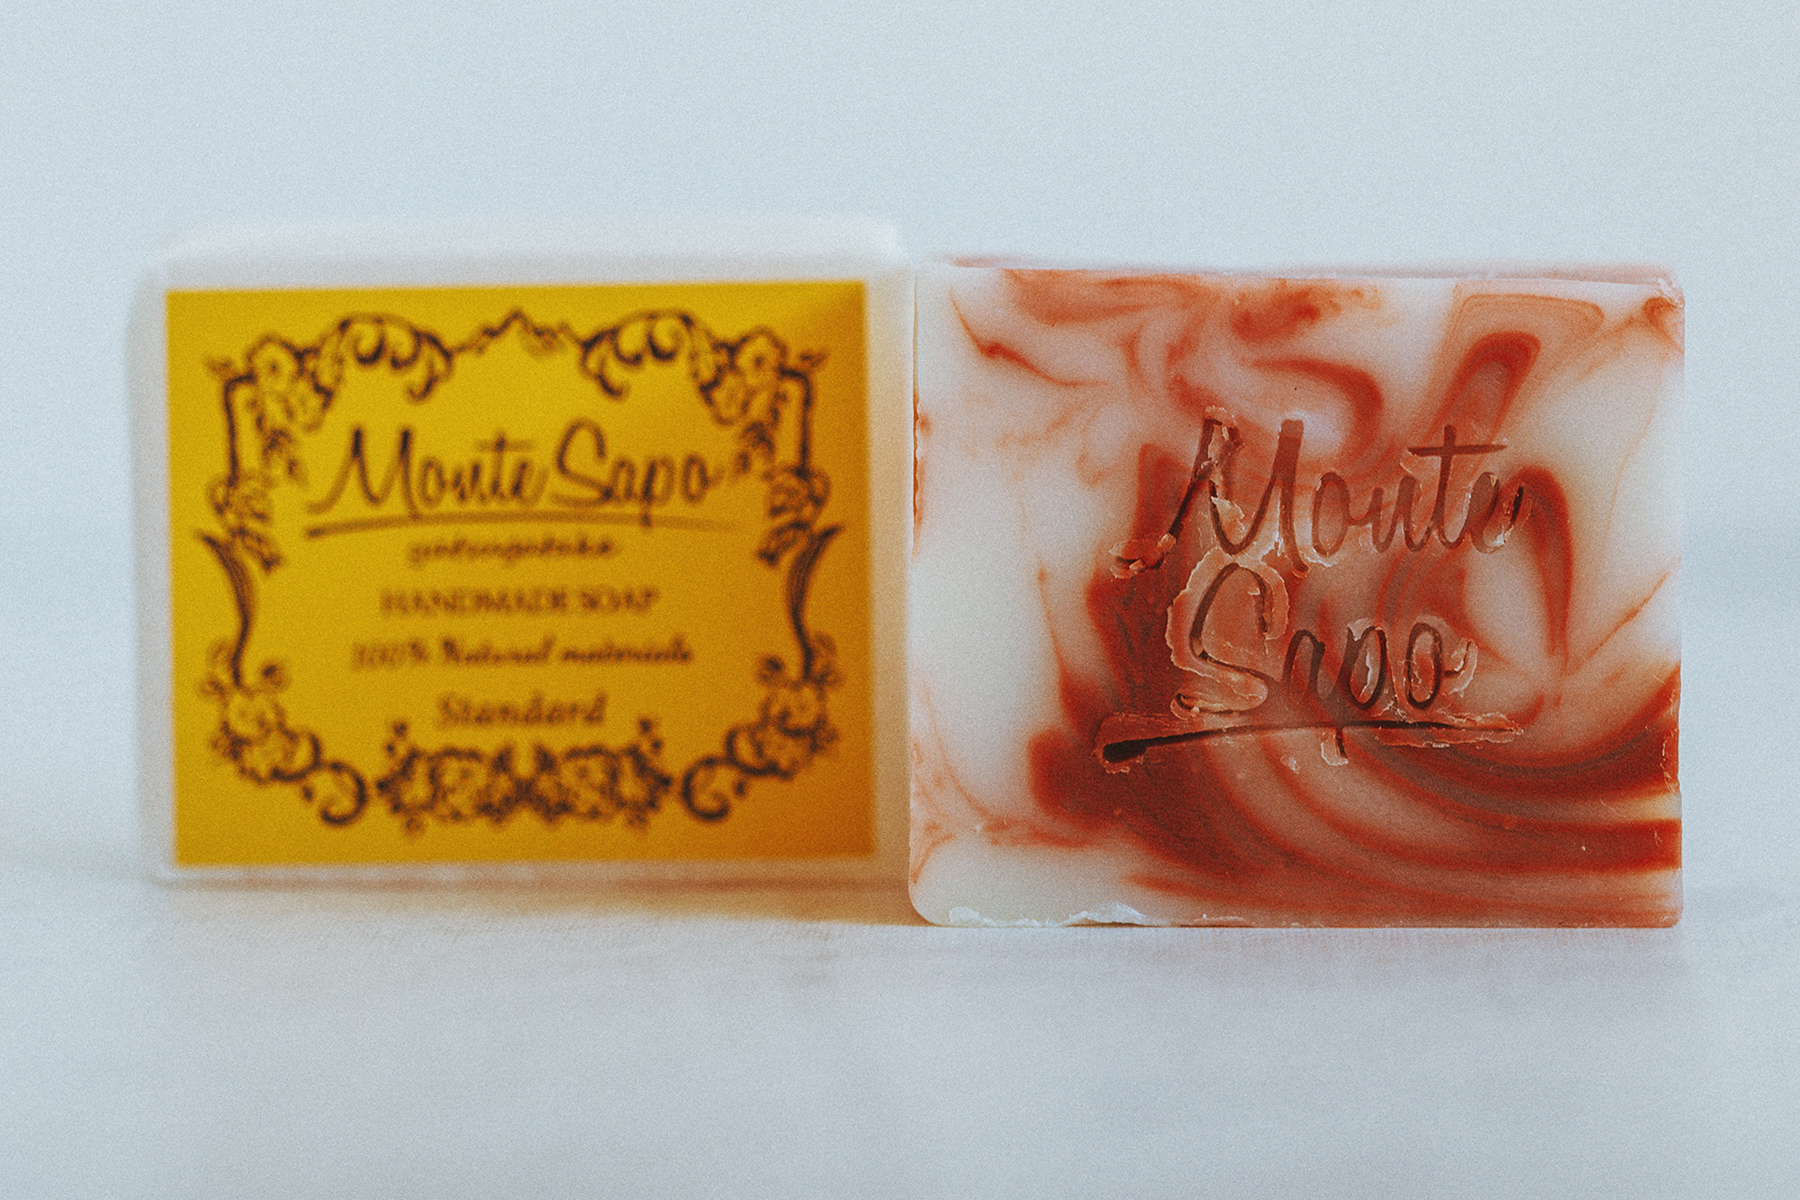 Monte Sapo
HANDMADE SOAP
100% Natural materials
Standard
Monte
Sapo